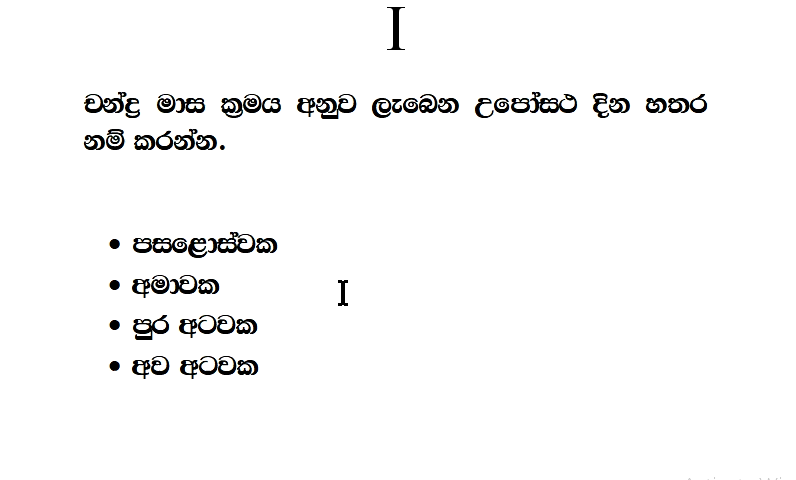 I
චන්ද්‍ර මාස ක්‍රමය අනුව ලැබෙන උපෝසථ දින හතර
නම් කරන්න.
• පසළොස්වක
• අමාවක
• පුර අටවක
• අව අටවක